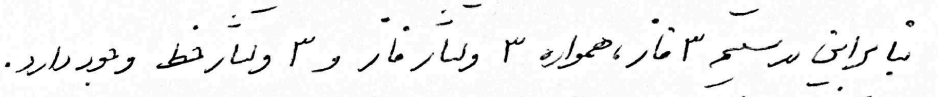 بنابراین در سیستم ۳ فاز، همواره ۳ ولتاژ فاز و ۳ ولتاژ خط وجود دارد.